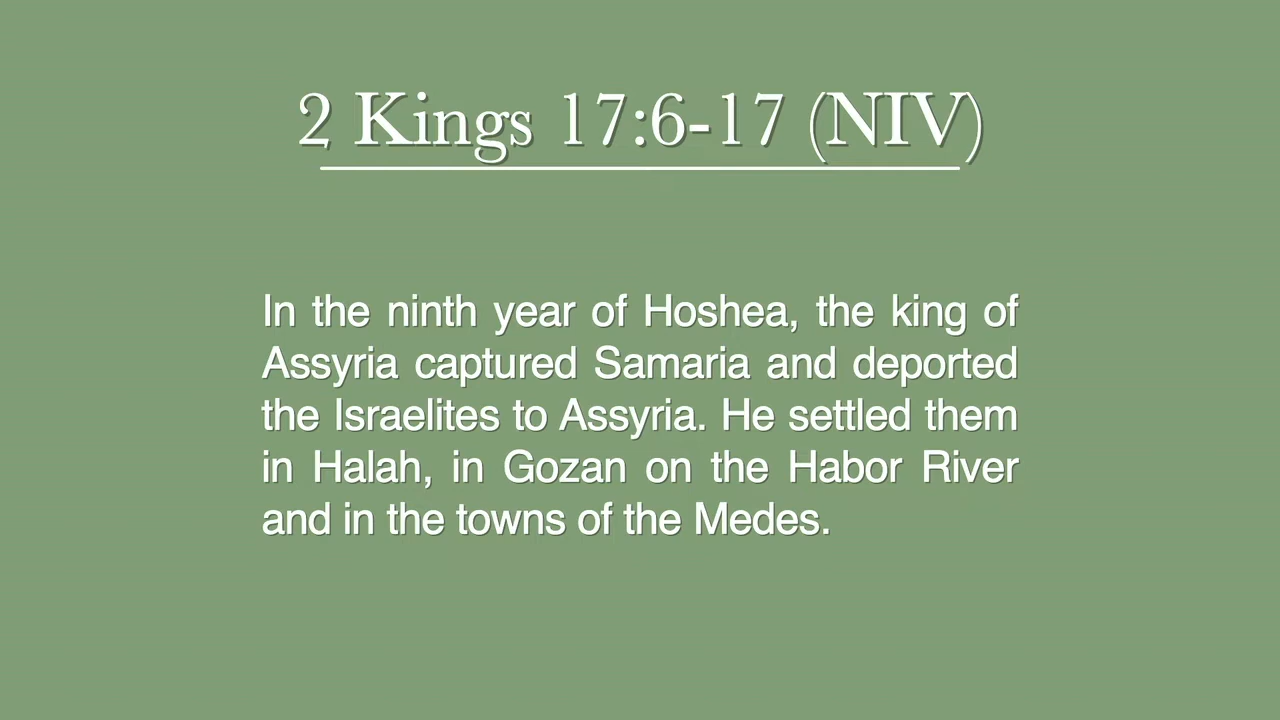 2 Kings 17:6-17 (NIV)
In the ninth year of Hoshea, the king of
Assyria captured Samaria and deported
the Israelites to Assyria. He settled them
in Halah, in Gozan on the Habor River
and in the towns of the Medes.